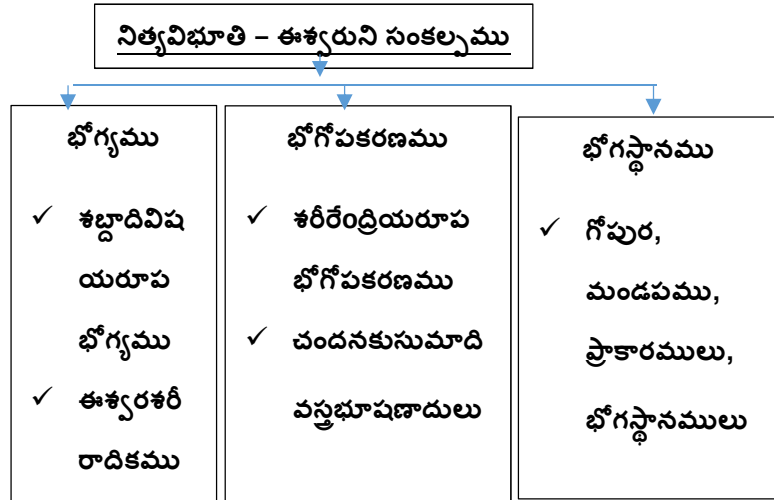 నిత్యవిభూతి – ఈశ్వరుని సంకల్పము
భోగ్యము
✓ శబ్దాదివిష
యరూప
భోగ్యము
✓ ఈశ్వరశరీ
రాదికము
భోగోపకరణము
✓ శరీరేంద్రియరూప
భోగోపకరణము
✓ చందనకుసుమాది
వస్త్రభూషణాదులు
భోగస్థానము
✓ గోపుర,
మండపము,
ప్రాకారములు,
భోగస్థానములు